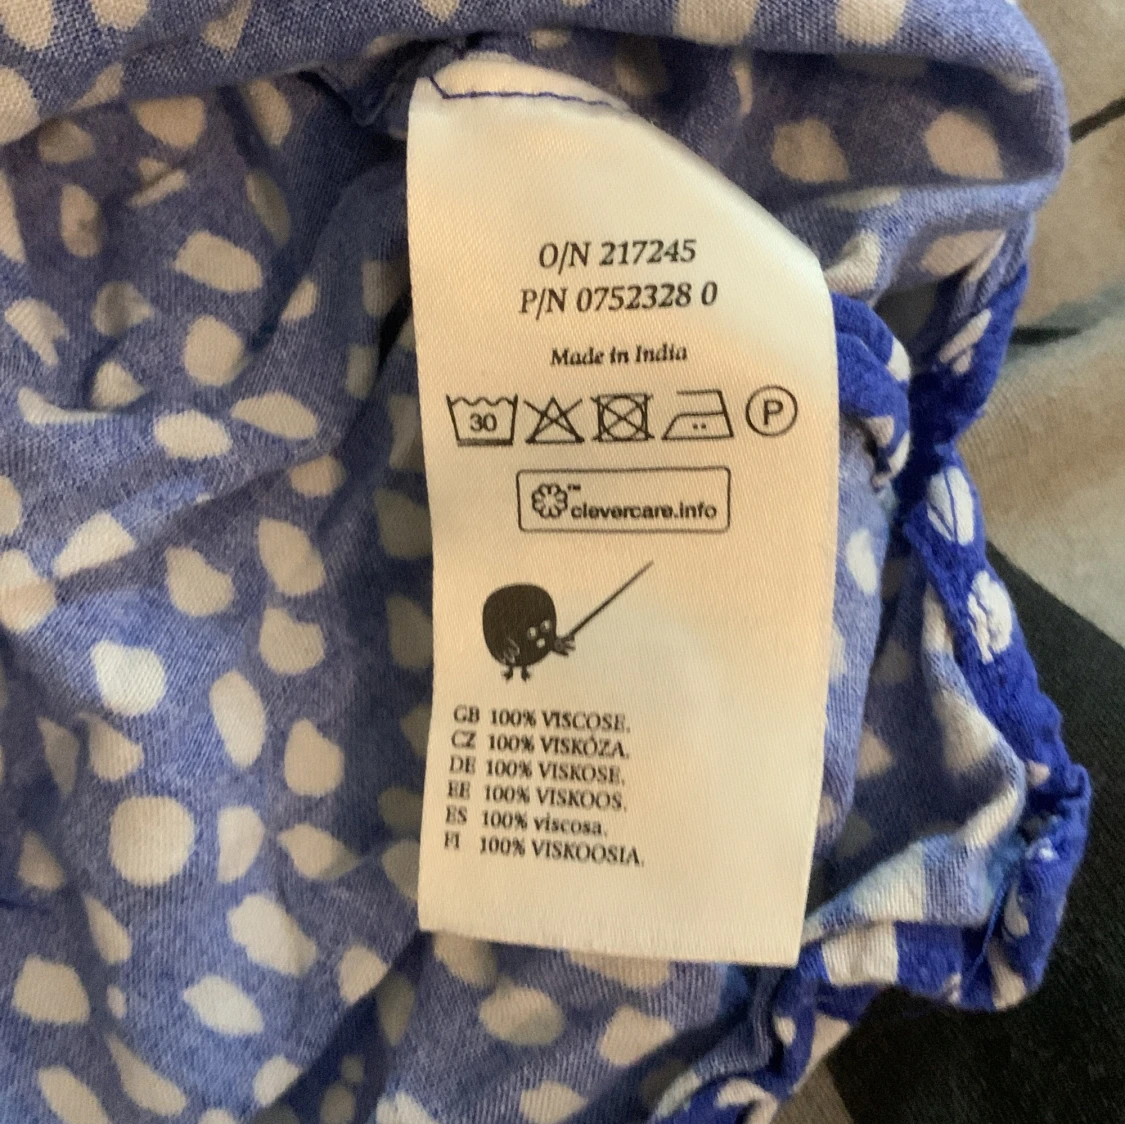 O/N 217245
P/N 0752328 0
Made in India
30 P
™
clevercare.info
GB 100% VISCOSE.
CZ 100% VISKÓZA.
DE 100% VISKOSE.
EE 100% VISKOOS.
ES 100% viscosa.
FI 100% VISKOOSIA.